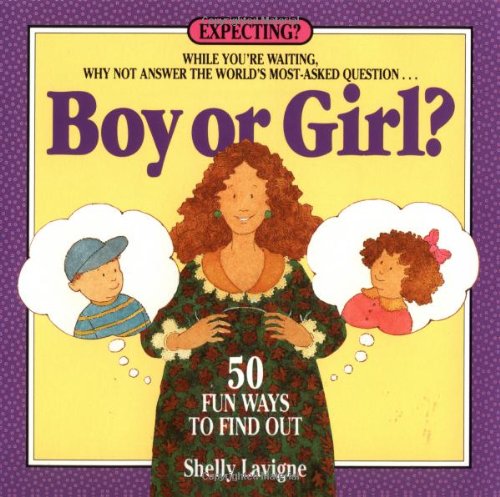 EXPECTING?
WHILE YOU'RE WAITING,
WHY NOT ANSWER THE WORLD'S MOST-ASKED QUESTION . . .
Boy or Girl?
50
FUN WAYS
TO FIND OUT
Shelly Lavigne